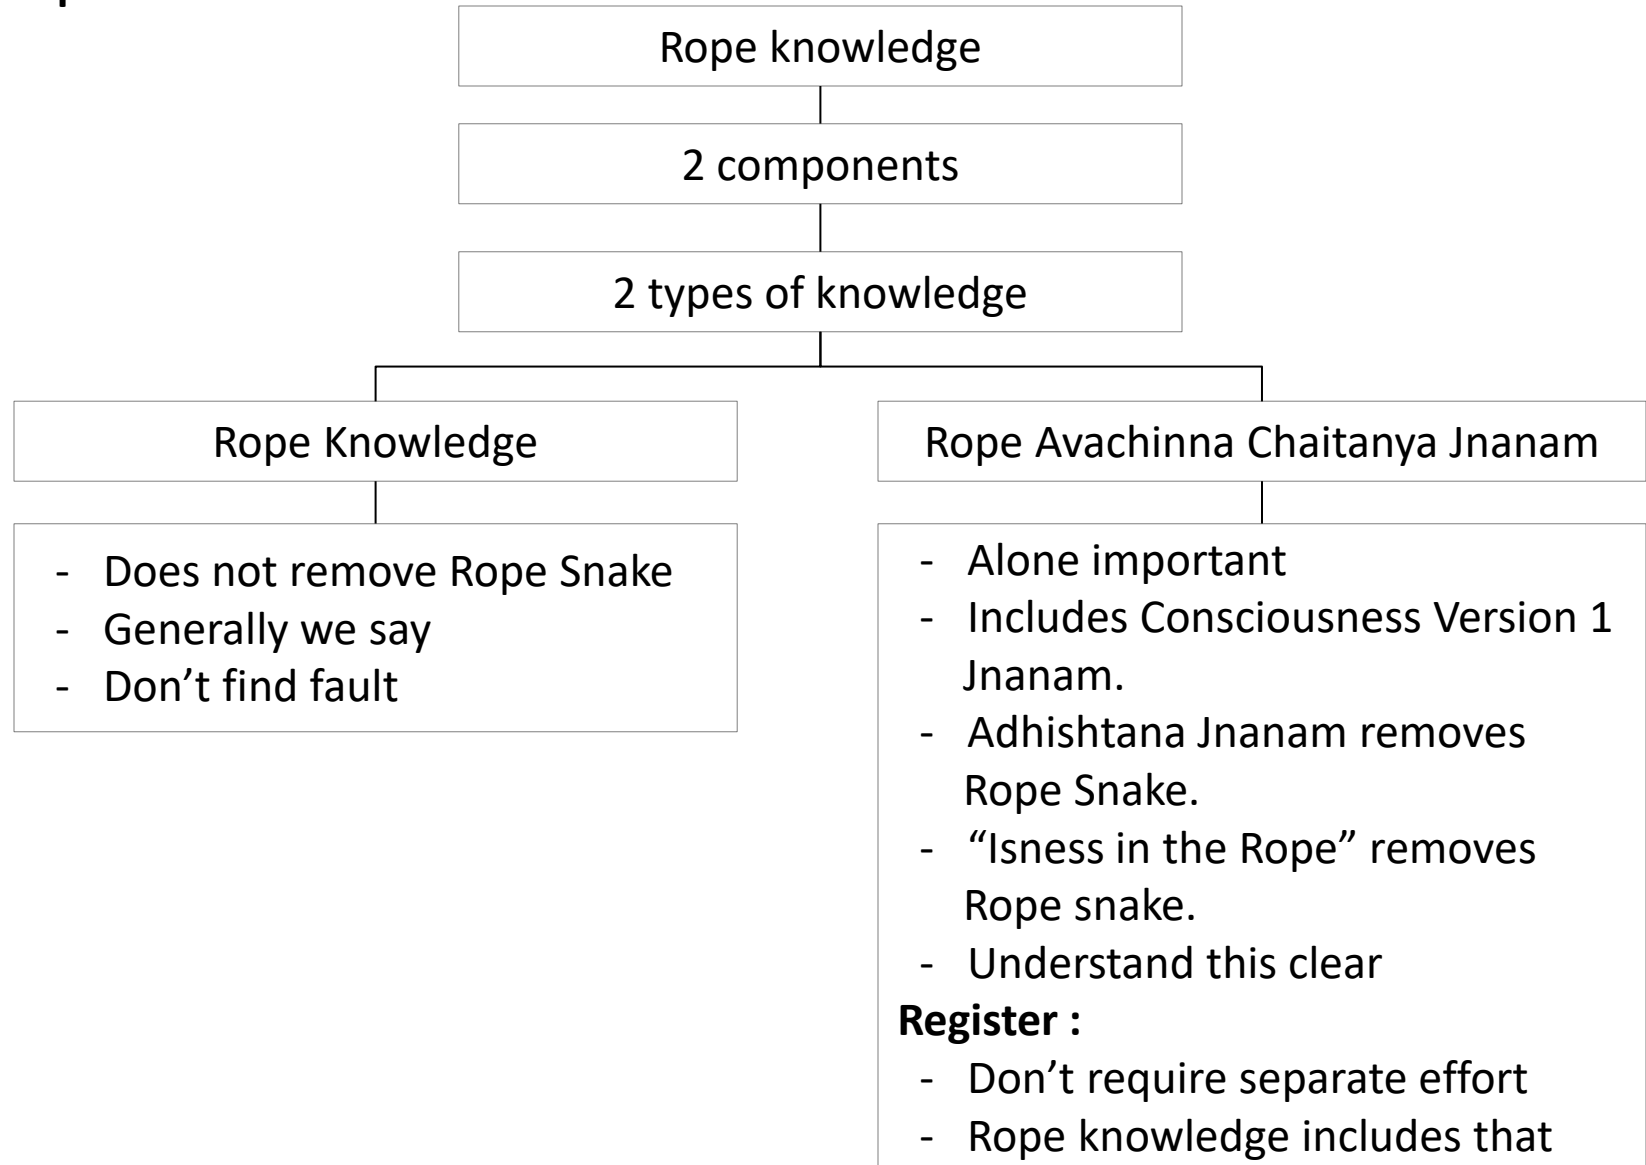 Rope knowledge
2 components
2 types of knowledge
Rope Knowledge
- Does not remove Rope Snake
- Generally we say
- Don’t find fault
Rope Avachinna Chaitanya Jnanam
- Alone important
- Includes Consciousness Version 1
Jnanam.
- Adhishtana Jnanam removes
Rope Snake.
- “Isness in the Rope” removes
Rope snake.
- Understand this clear
Register :
- Don’t require separate effort
- Rope knowledge includes that